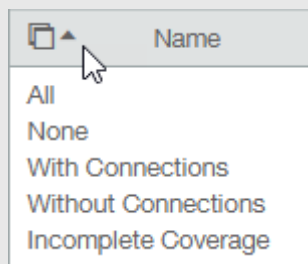 Name
All
None
With Connections
Without Connections
Incomplete Coverage